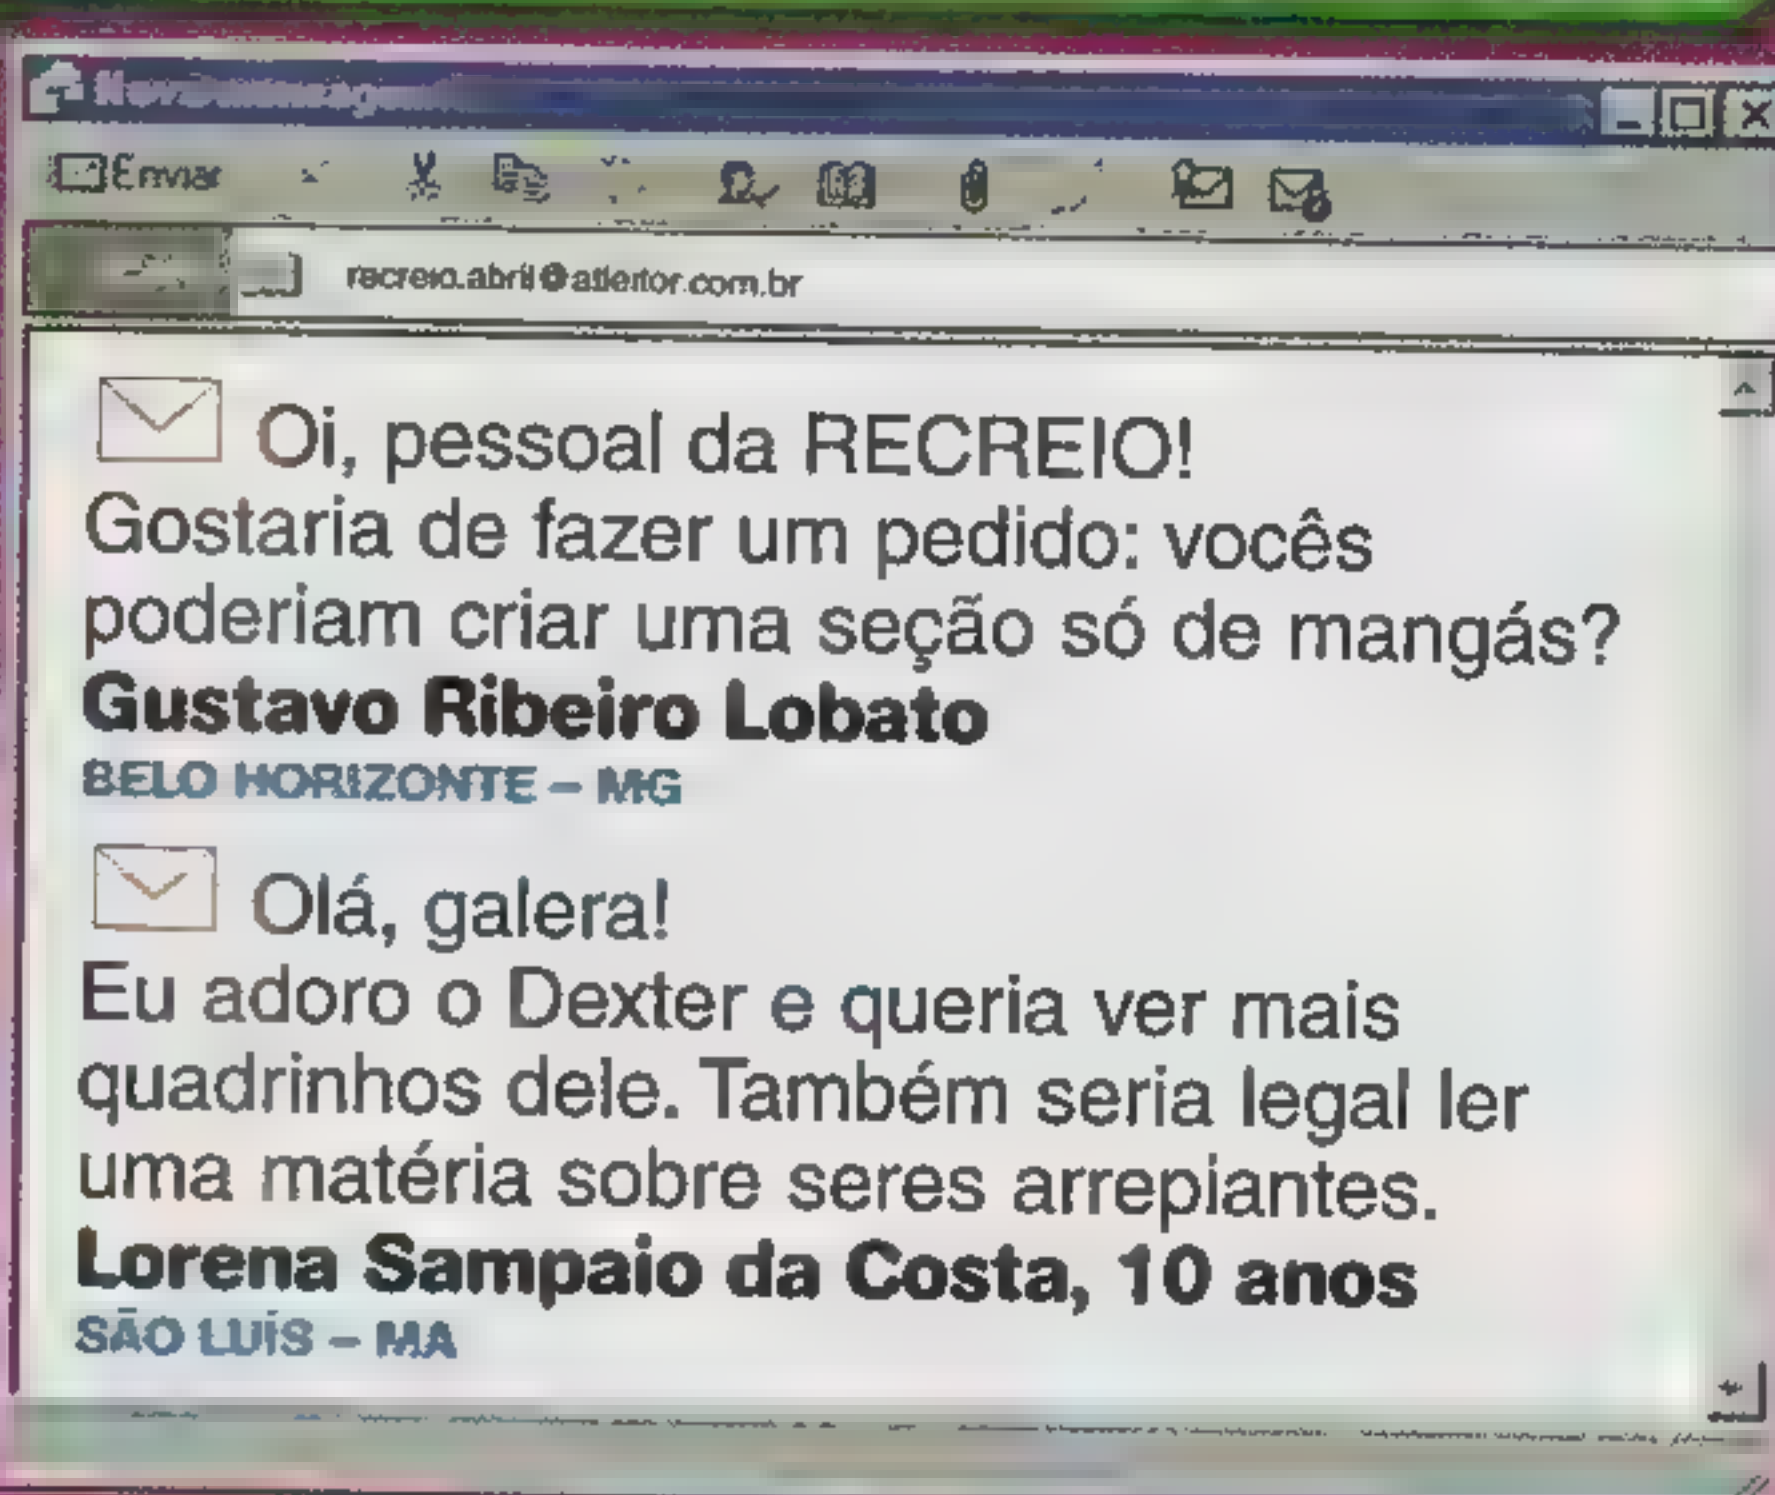 Enviar
recreio.abril@atleitor.com.br
Oi, pessoal da RECREIO!
Gostaria de fazer um pedido: vocês
poderiam criar uma seção só de mangás?
Gustavo Ribeiro Lobato
BELO HORIZONTE – MG
Olá, galera!
Eu adoro o Dexter e queria ver mais
quadrinhos dele. Também seria legal ler
uma matéria sobre seres arrepiantes.
Lorena Sampaio da Costa, 10 anos
SÃO LUÍS – MA